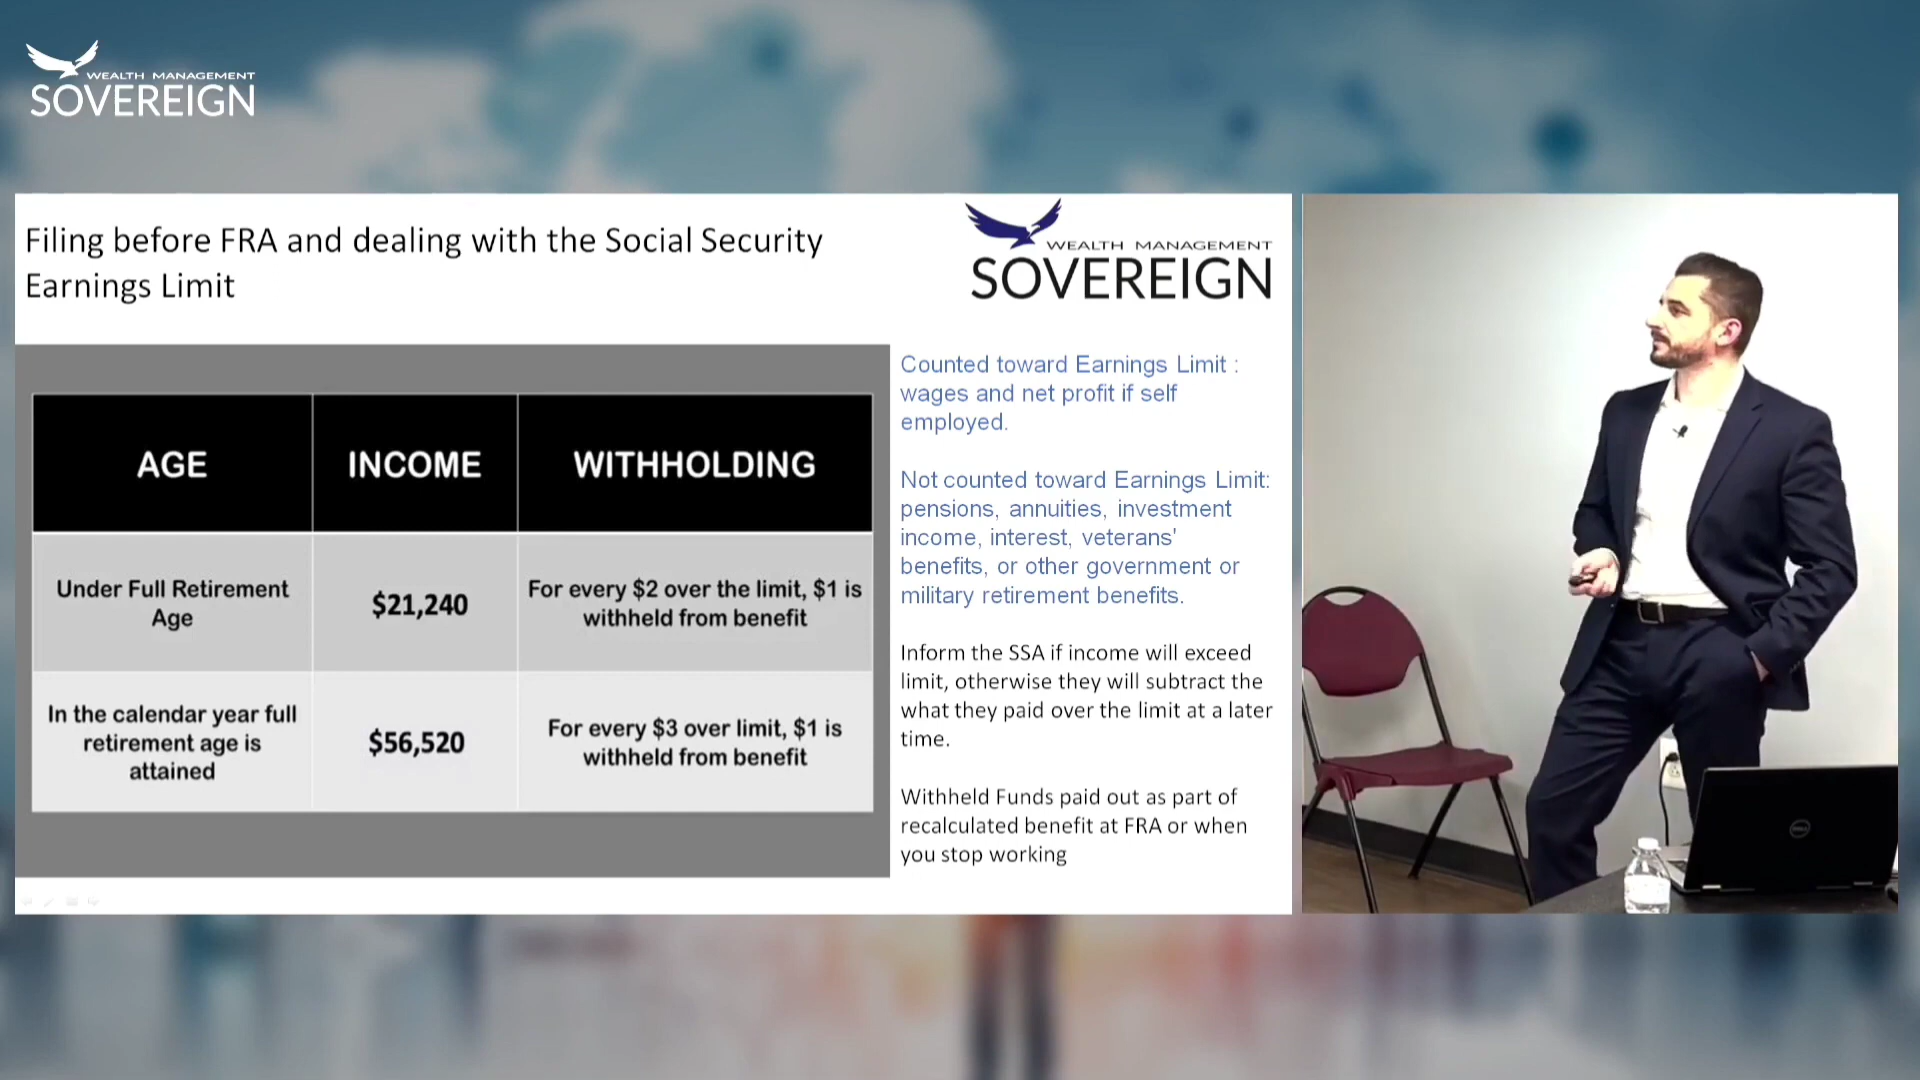 WEALTH MANAGEMENT
SOVEREIGN
Filing before FRA and dealing with the Social Security
Earnings Limit
WEALTH MANAGEMENT
SOVEREIGN
AGE
INCOME
WITHHOLDING
Under Full Retirement
Age
$21,240
For every $2 over the limit, $1 is
withheld from benefit
In the calendar year full
retirement age is
attained
$56,520
For every $3 over limit, $1 is
withheld from benefit
Counted toward Earnings Limit :
wages and net profit if self
employed.
Not counted toward Earnings Limit:
pensions, annuities, investment
income, interest, veterans'
benefits, or other government or
military retirement benefits.
Inform the SSA if income will exceed
limit, otherwise they will subtract the
what they paid over the limit at a later
time.
Withheld Funds paid out as part of
recalculated benefit at FRA or when
you stop working
DELL